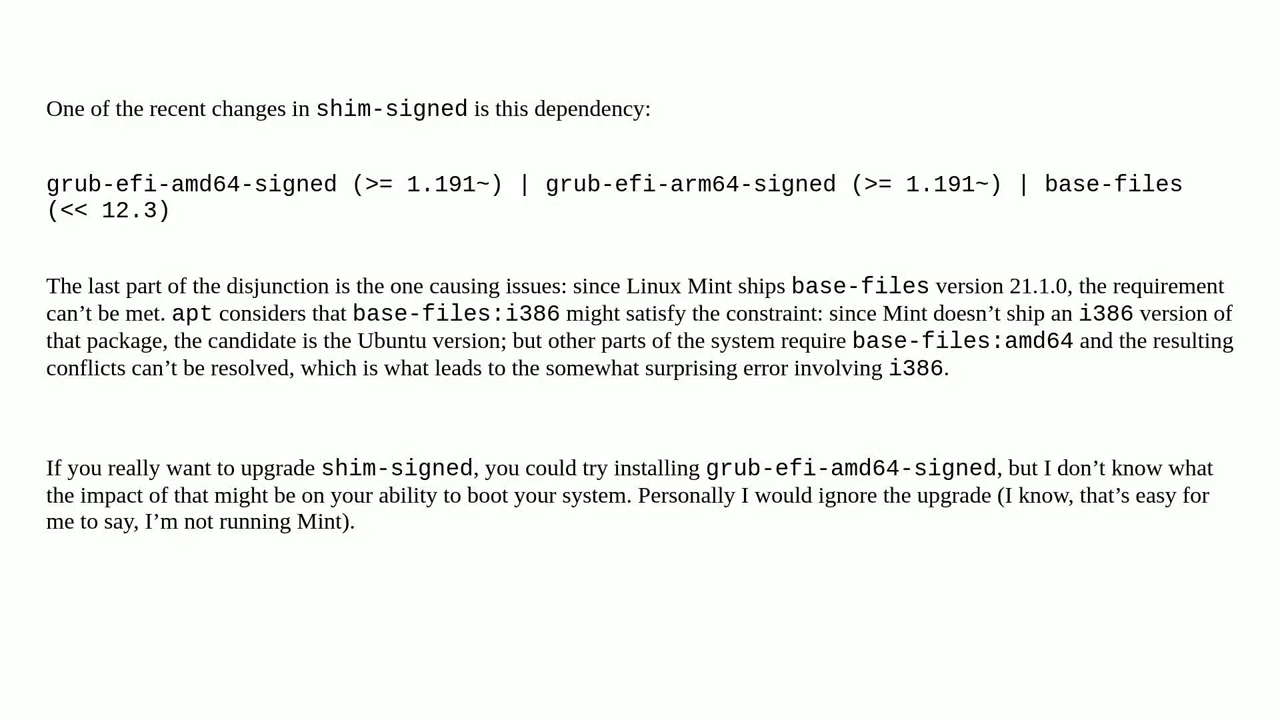 One of the recent changes in shim-signed is this dependency:
grub-efi-amd64-signed (>= 1.191~) | grub-efi-arm64-signed (>= 1.191~) | base-files
(<< 12.3)
The last part of the disjunction is the one causing issues: since Linux Mint ships base-files version 21.1.0, the requirement
can’t be met. apt considers that base-files:i386 might satisfy the constraint: since Mint doesn’t ship an i386 version of
that package, the candidate is the Ubuntu version; but other parts of the system require base-files:amd64 and the resulting
conflicts can’t be resolved, which is what leads to the somewhat surprising error involving i386.
If you really want to upgrade shim-signed, you could try installing grub-efi-amd64-signed, but I don’t know what
the impact of that might be on your ability to boot your system. Personally I would ignore the upgrade (I know, that’s easy for
me to say, I’m not running Mint).